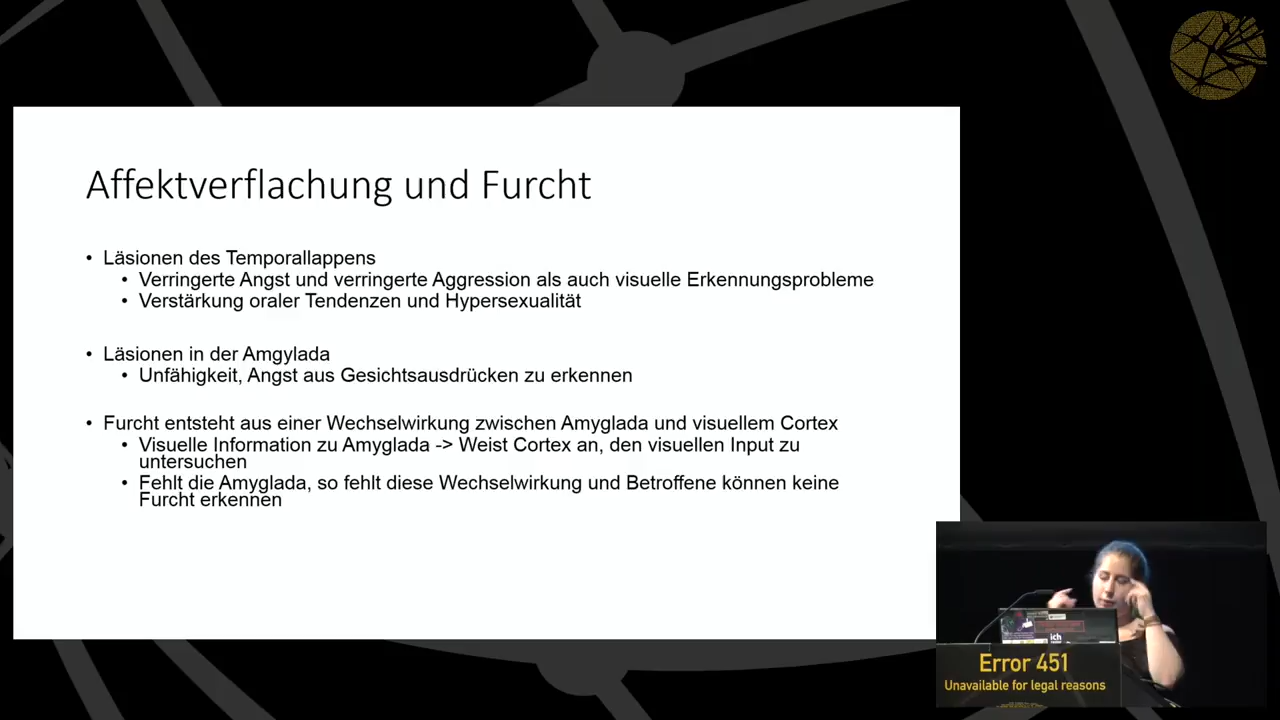 Affektverflachung und Furcht
• Läsionen des Temporallappens
• Verringerte Angst und verringerte Aggression als auch visuelle Erkennungsprobleme
• Verstärkung oraler Tendenzen und Hypersexualität
• Läsionen in der Amgylada
• Unfähigkeit, Angst aus Gesichtsausdrücken zu erkennen
• Furcht entsteht aus einer Wechselwirkung zwischen Amyglada und visuellem Cortex
• Visuelle Information zu Amyglada -> Weist Cortex an, den visuellen Input zu
untersuchen
• Fehlt die Amyglada, so fehlt diese Wechselwirkung und Betroffene können keine
Furcht erkennen
ich
Error 451
Unavailable for legal reasons